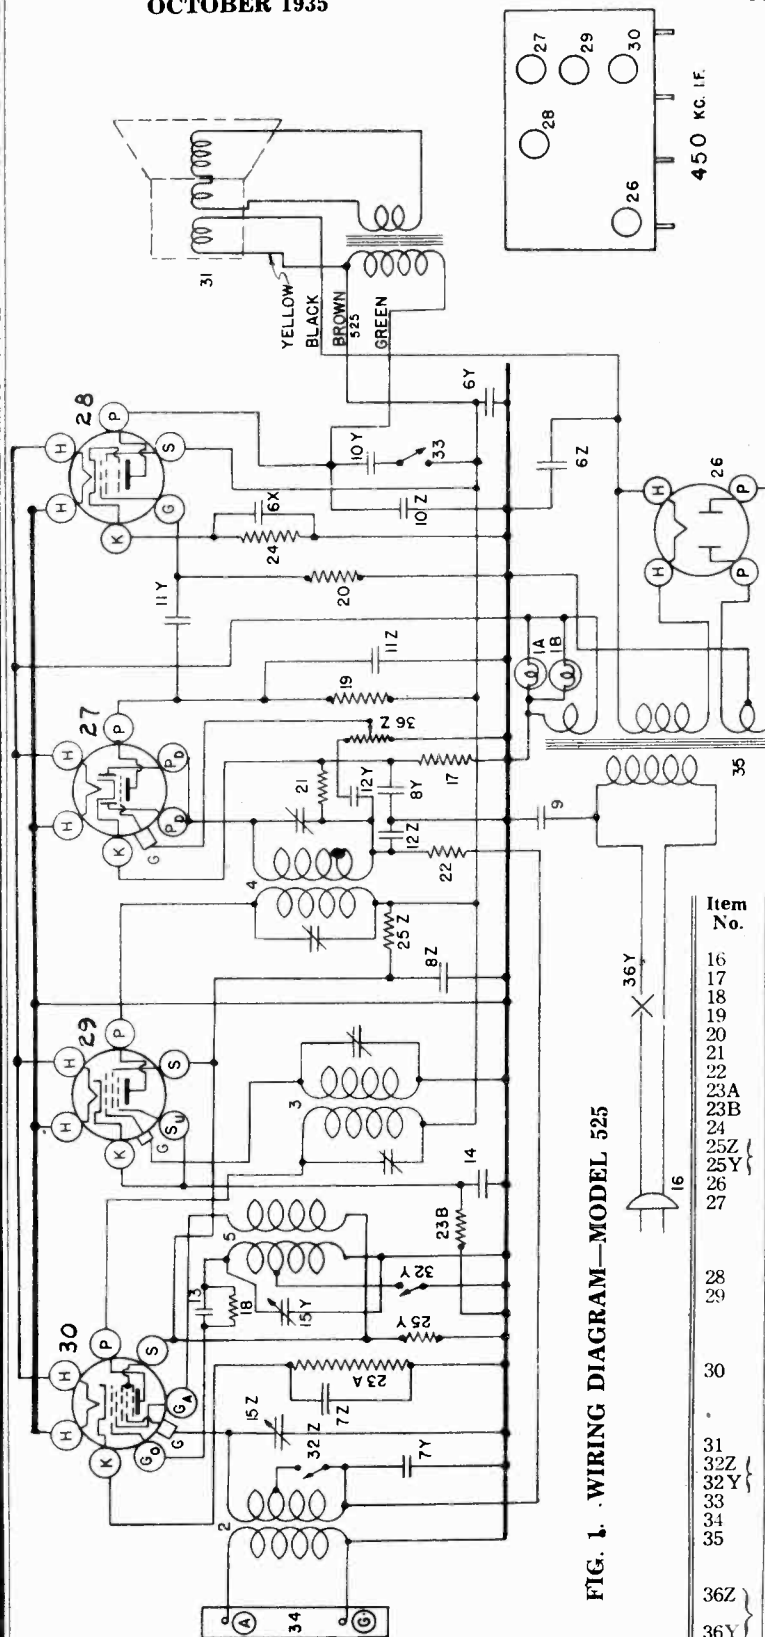 OCTOBER 1935
27
29
30
28
26
450 KC. I.F.
31
YELLOW
BLACK
BROWN
525
GREEN
28
H
H
P
S
K
G
6Y
10Y
33
6X
10Z
24
6Z
26
H
H
P
P
11Y
20
11Z
1A
1B
19
27
H
H
P
PD
PD
K
G
36Z
21
12Y
8Y
17
12Z
22
9
35
4
25Z
8Z
36Y
29
H
H
P
S
SU
K
G
3
14
23B
16
5
13
18
15Y
32Y
25Y
30
H
H
P
S
GA
G
GO
K
23A
7Z
15Z
32Z
7Y
2
A
34
G
FIG. 1. WIRING DIAGRAM—MODEL 525
Item
No.
16
17
18
19
20
21
22
23A
23B
24
25Z
25Y
26
27
28
29
30
31
32Z
32Y
33
34
35
36Z
36Y